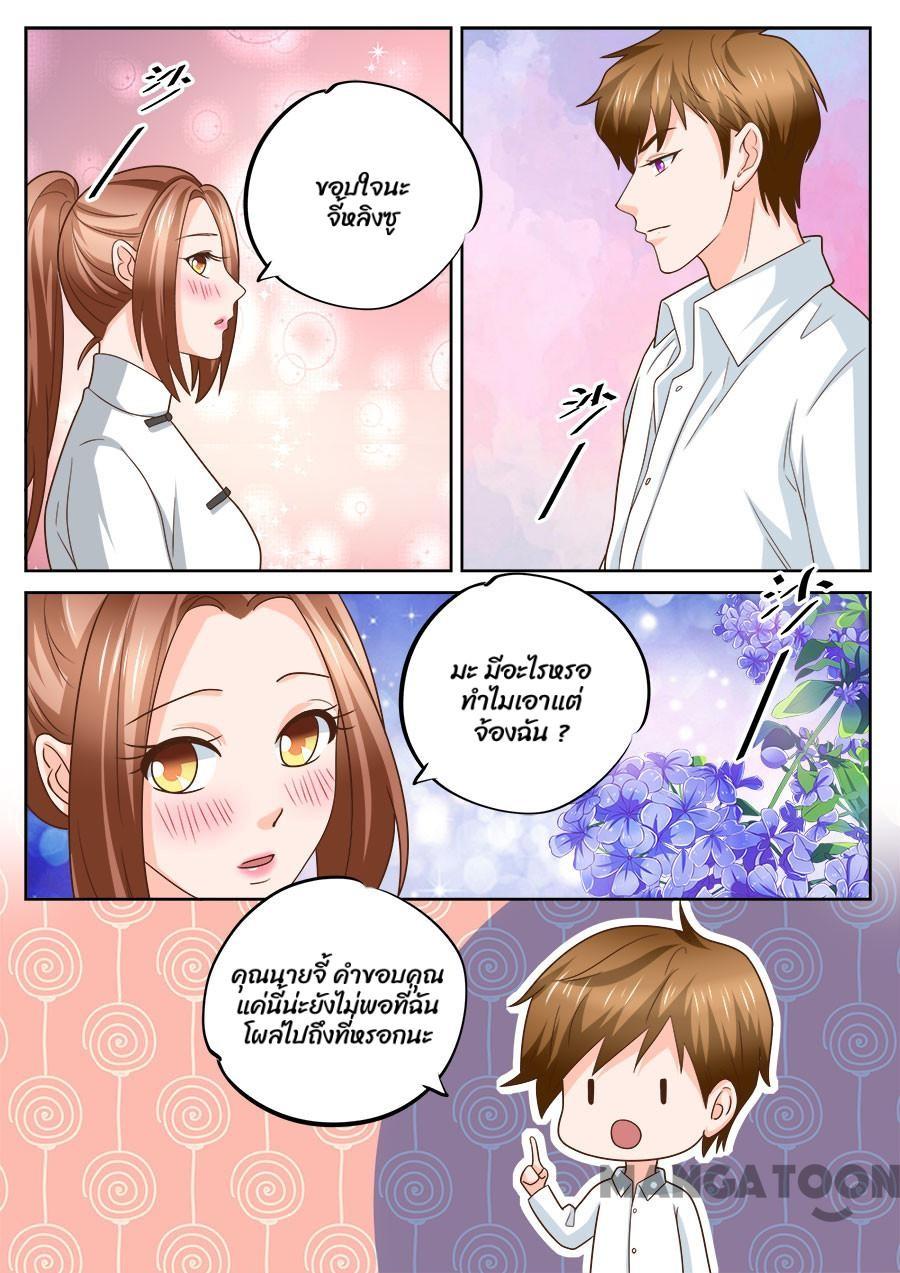 沙
ขอบใจนะ
จี้หลิงซู
沙
沙
มะ มีอะไรหรอ
ทำไมเอาแต่
จ้องฉัน ?
คุณนายจี้ คำขอบคุณ
แค่นี้น่ะยังไม่พอที่ฉัน
โผล่ไปถึงที่หรอกนะ
MANGATOON